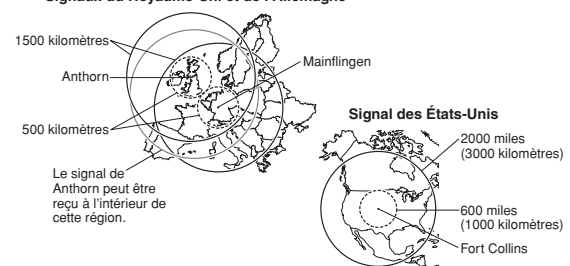 Signaux du Royaume-Uni et de l'Allemagne
1500 kilomètres
Anthorn
500 kilomètres
Le signal de
Anthorn peut être
reçu à l'intérieur de
cette région.
Mainflingen
Signal des États-Unis
2000 miles
(3000 kilomètres)
600 miles
(1000 kilomètres)
Fort Collins